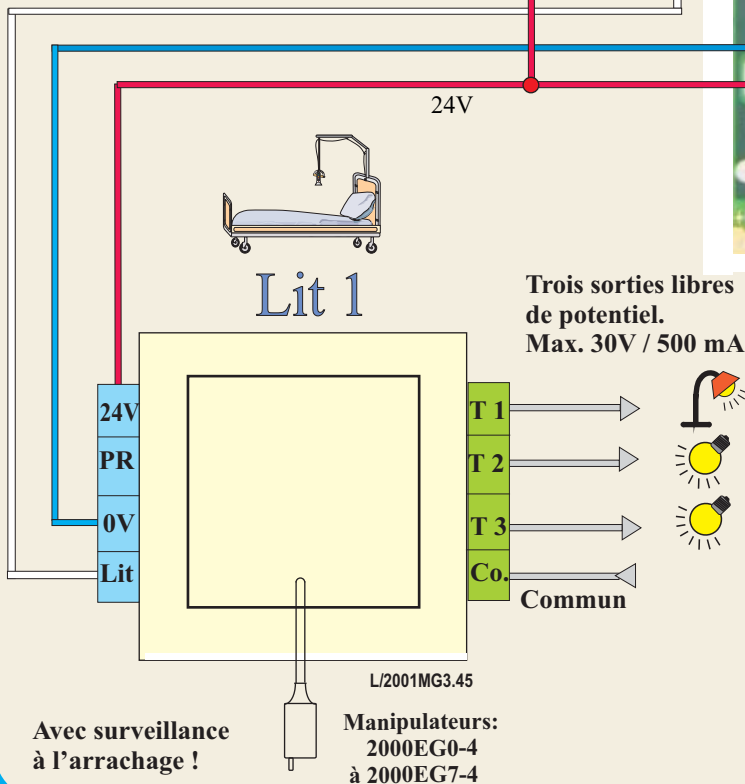 24V
Lit 1
Trois sorties libres
de potentiel.
Max. 30V / 500 mA
24V
PR
0V
Lit
T 1
T 2
T 3
Co.
Commun
L/2001MG3.45
Avec surveillance
à l’arrachage !
Manipulateurs:
2000EG0-4
à 2000EG7-4